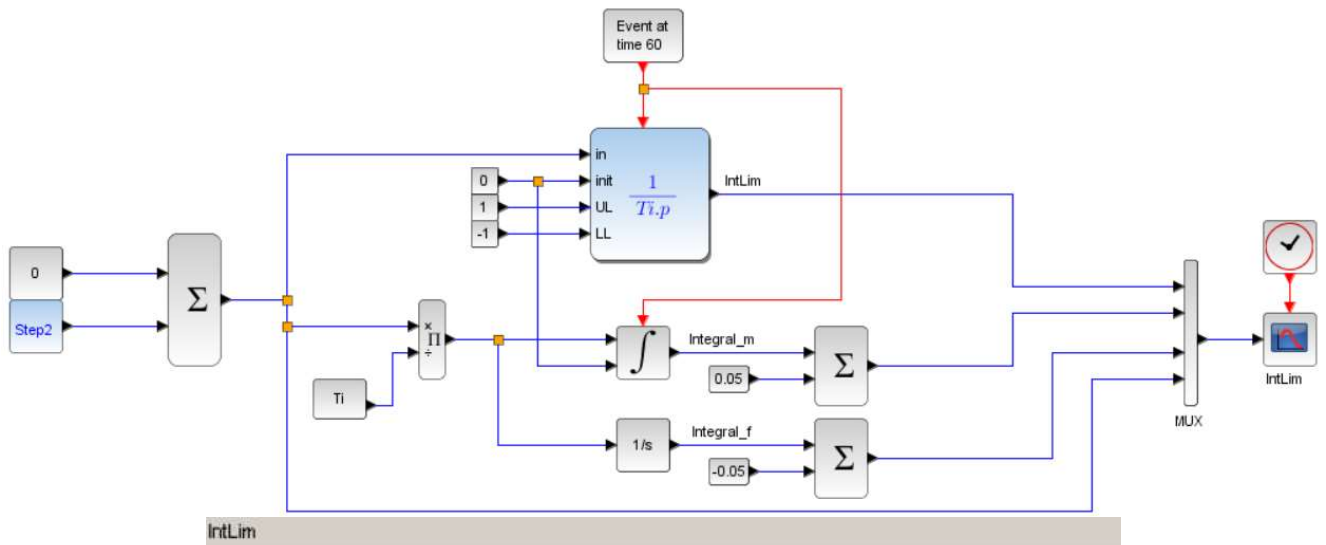 Event at
time 60
in
init
UL
LL
1
Ti.p
IntLim
0
1
-1
0
Step2
Σ
×
Π
÷
Ti
∫
Integral_m
0.05
Σ
1/s
Integral_f
-0.05
Σ
MUX
IntLim
IntLim